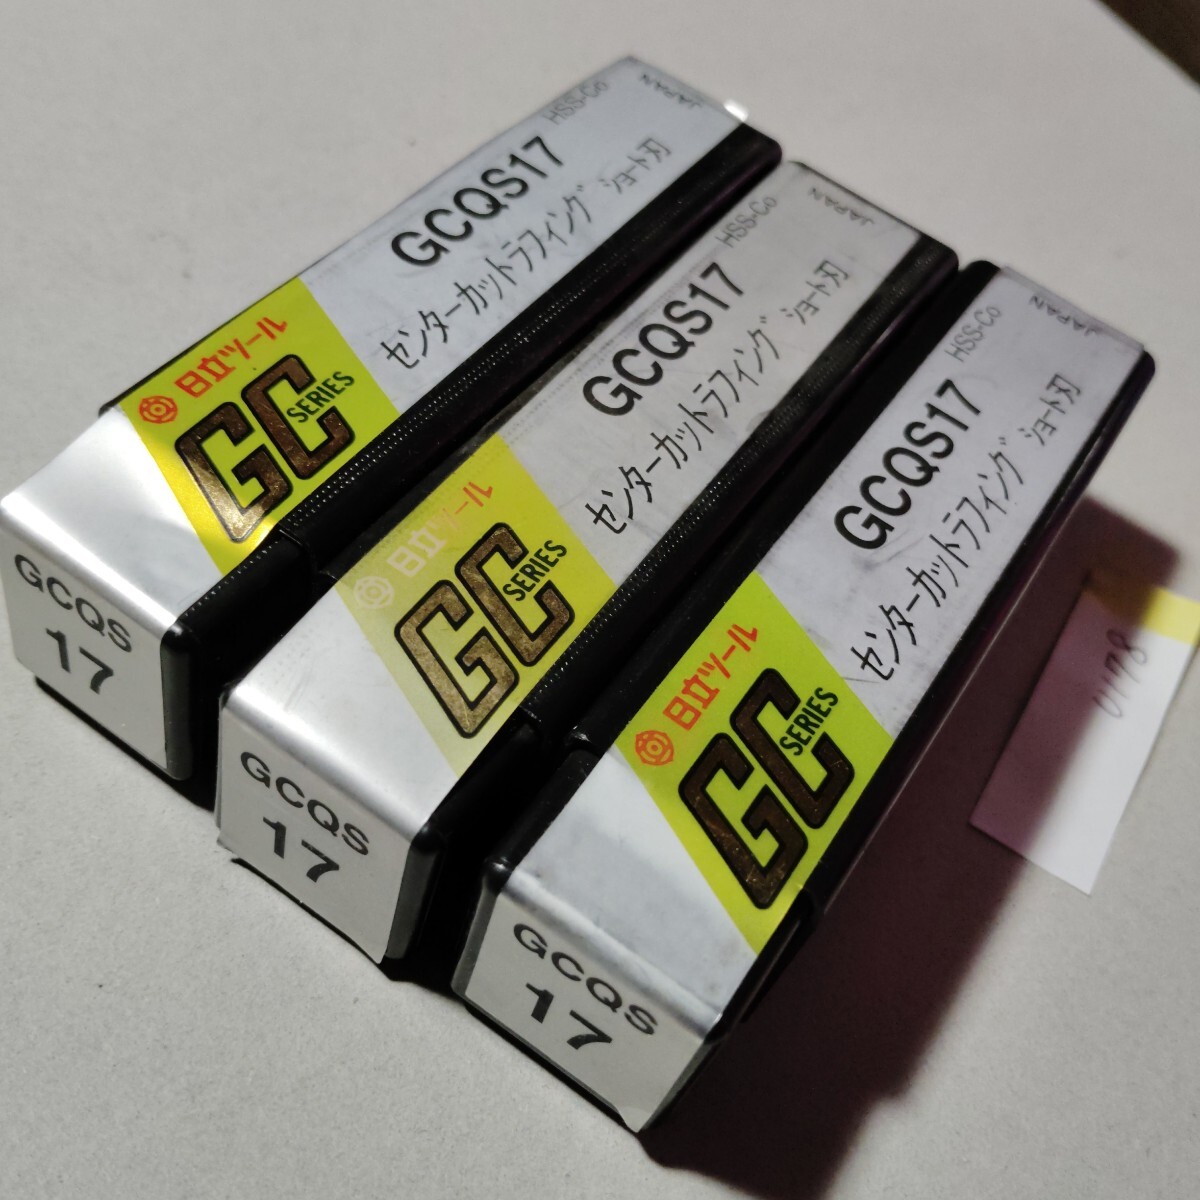 JAPAN
HSS-Co
GCQS17
センターカットラフィング ショート刃
日立ツール
GC SERIES
GCQS
17
JAPAN
HSS-Co
GCQS17
センターカットラフィング ショート刃
日立ツール
GC SERIES
GCQS
17
JAPAN
HSS-Co
GCQS17
センターカットラフィング ショート刃
日立ツール
GC SERIES
GCQS
17